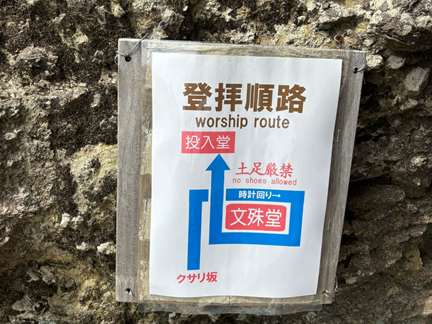 登拝順路
worship route
投入堂
土足厳禁
no shoes allowed
時計回り→
文殊堂
クサリ坂